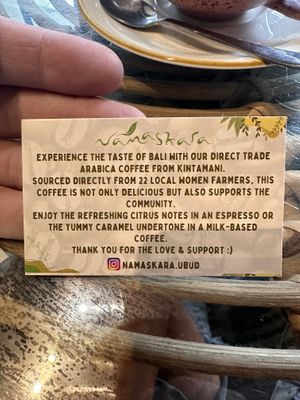 namaskara
EXPERIENCE THE TASTE OF BALI WITH OUR DIRECT TRADE
ARABICA COFFEE FROM KINTAMANI.
SOURCED DIRECTLY FROM 22 LOCAL WOMEN FARMERS, THIS
COFFEE IS NOT ONLY DELICIOUS BUT ALSO SUPPORTS THE
COMMUNITY.
ENJOY THE REFRESHING CITRUS NOTES IN AN ESPRESSO OR
THE YUMMY CARAMEL UNDERTONE IN A MILK-BASED
COFFEE.
THANK YOU FOR THE LOVE & SUPPORT :)
NAMASKARA.UBUD